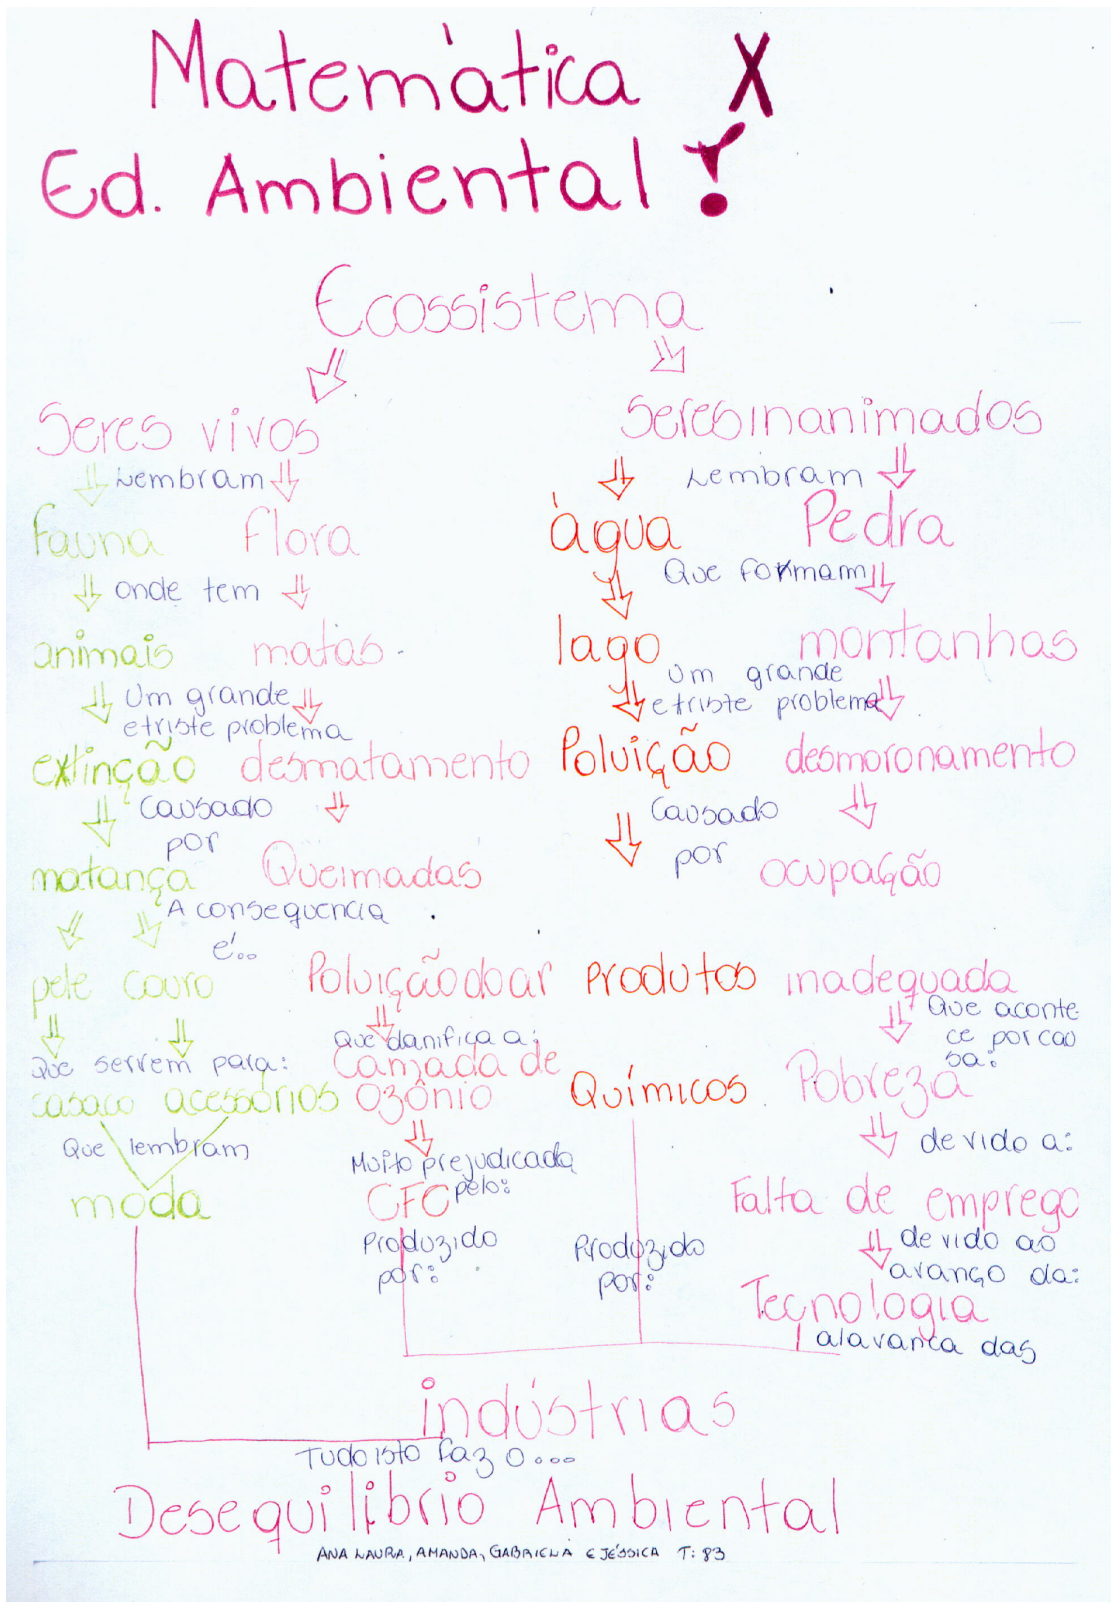 Matemática X
Ed. Ambiental !
Ecossistema
Seres vivos Seres inanimados
Lembram Lembram
fauna flora água Pedra
onde tem Que formam
animais matas lago montanhas
Um grande Um grande
e triste problema e triste problema
extinção desmatamento Poluição desmoronamento
Causado Causado
por por
matança Queimadas ocupação
A consequencia
é...
pele couro Poluição do ar Produtos inadequada
Que danifica a: Que aconte
ce por cau
sa:
Que servem para: Camada de
casaco acessórios ozônio Químicos Pobreza
Que lembram devido a:
Muito prejudicada
pelo:
moda CFC Falta de emprego
Produzido Produzido devido ao
por: por: avanço da:
Tecnologia
alavanca das
indústrias
Tudo isto faz o...
Desequilíbrio Ambiental
ANA LAURA, AMANDA, GABRIELA E JÉSSICA T: 83